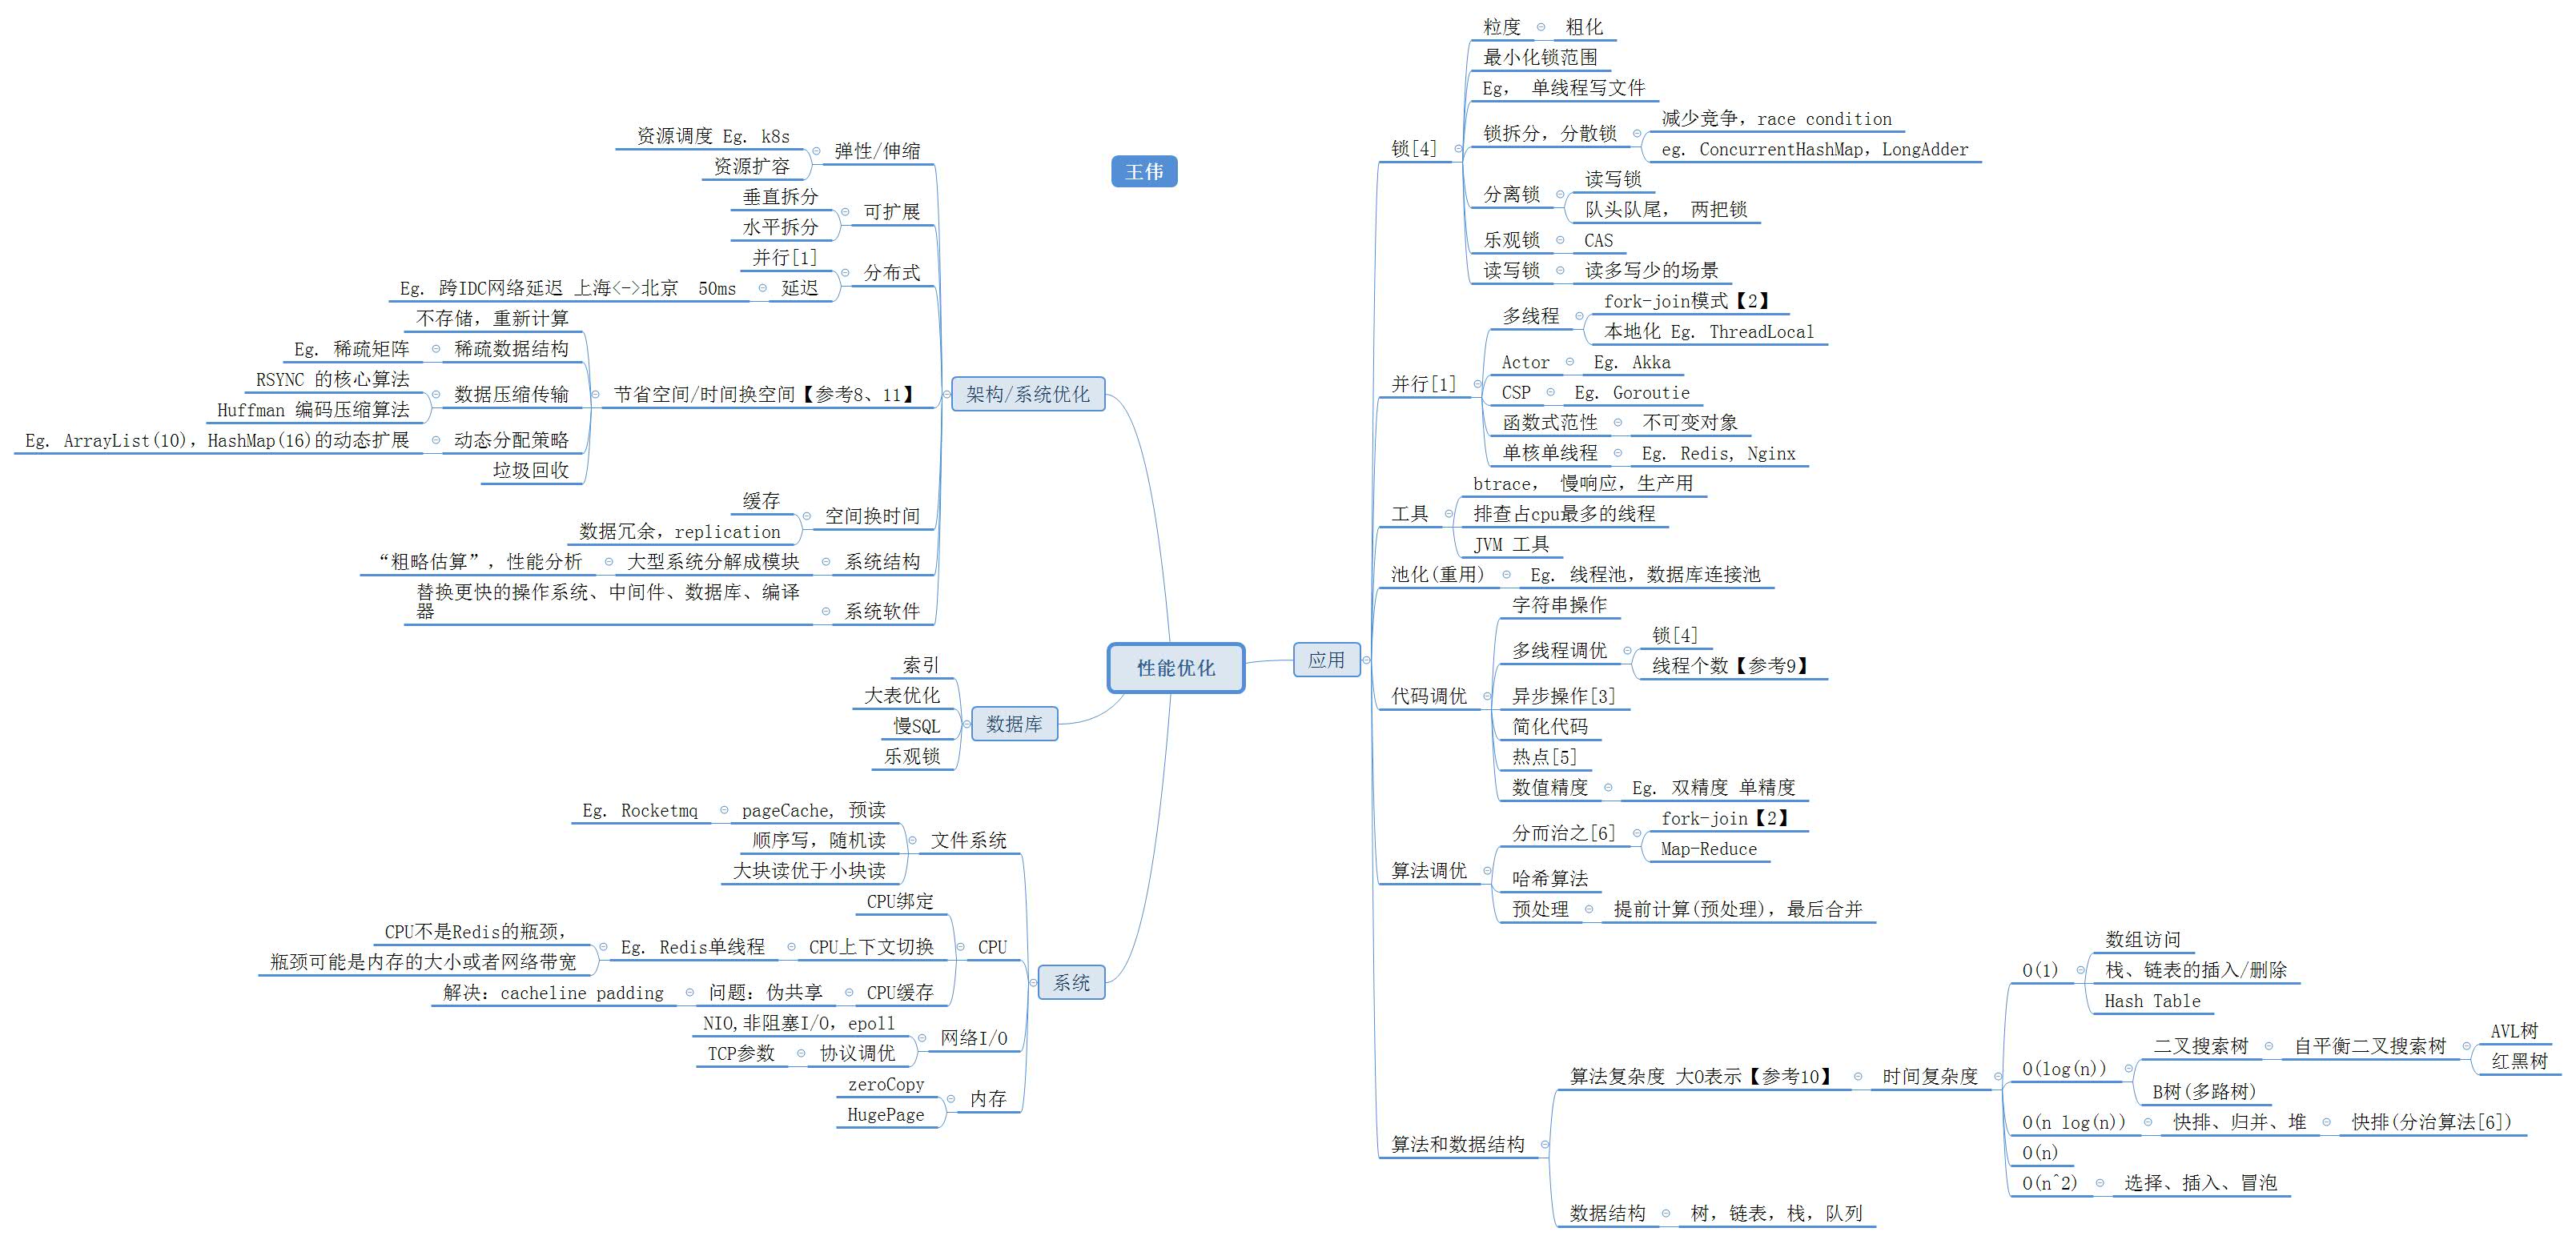 王伟
性能优化
架构/系统优化
弹性/伸缩
资源调度 Eg. k8s
资源扩容
可扩展
垂直拆分
水平拆分
分布式
并行[1]
延迟
Eg. 跨IDC网络延迟 上海<->北京  50ms
节省空间/时间换空间【参考8、11】
不存储，重新计算
稀疏数据结构
Eg. 稀疏矩阵
数据压缩传输
RSYNC 的核心算法
Huffman 编码压缩算法
动态分配策略
Eg. ArrayList(10)，HashMap(16)的动态扩展
垃圾回收
空间换时间
缓存
数据冗余，replication
系统结构
大型系统分解成模块
“粗略估算”，性能分析
系统软件
替换更快的操作系统、中间件、数据库、编译
器
数据库
索引
大表优化
慢SQL
乐观锁
系统
文件系统
pageCache, 预读
Eg. Rocketmq
顺序写，随机读
大块读优于小块读
CPU
CPU绑定
CPU上下文切换
Eg. Redis单线程
CPU不是Redis的瓶颈，
瓶颈可能是内存的大小或者网络带宽
CPU缓存
问题：伪共享
解决：cacheline padding
网络I/O
NIO,非阻塞I/O，epoll
协议调优
TCP参数
内存
zeroCopy
HugePage
应用
锁[4]
粒度
粗化
最小化锁范围
Eg， 单线程写文件
锁拆分，分散锁
减少竞争，race condition
eg. ConcurrentHashMap，LongAdder
分离锁
读写锁
队头队尾， 两把锁
乐观锁
CAS
读写锁
读多写少的场景
并行[1]
多线程
fork-join模式【2】
本地化 Eg. ThreadLocal
Actor
Eg. Akka
CSP
Eg. Goroutie
函数式范性
不可变对象
单核单线程
Eg. Redis, Nginx
工具
btrace， 慢响应，生产用
排查占cpu最多的线程
JVM 工具
池化(重用)
Eg. 线程池，数据库连接池
代码调优
字符串操作
多线程调优
锁[4]
线程个数【参考9】
异步操作[3]
简化代码
热点[5]
数值精度
Eg. 双精度 单精度
算法调优
分而治之[6]
fork-join【2】
Map-Reduce
哈希算法
预处理
提前计算(预处理)，最后合并
算法和数据结构
算法复杂度 大O表示【参考10】
时间复杂度
O(1)
数组访问
栈、链表的插入/删除
Hash Table
O(log(n))
二叉搜索树
自平衡二叉搜索树
AVL树
红黑树
B树(多路树)
O(n log(n))
快排、归并、堆
快排(分治算法[6])
O(n)
O(n^2)
选择、插入、冒泡
数据结构
树，链表，栈，队列